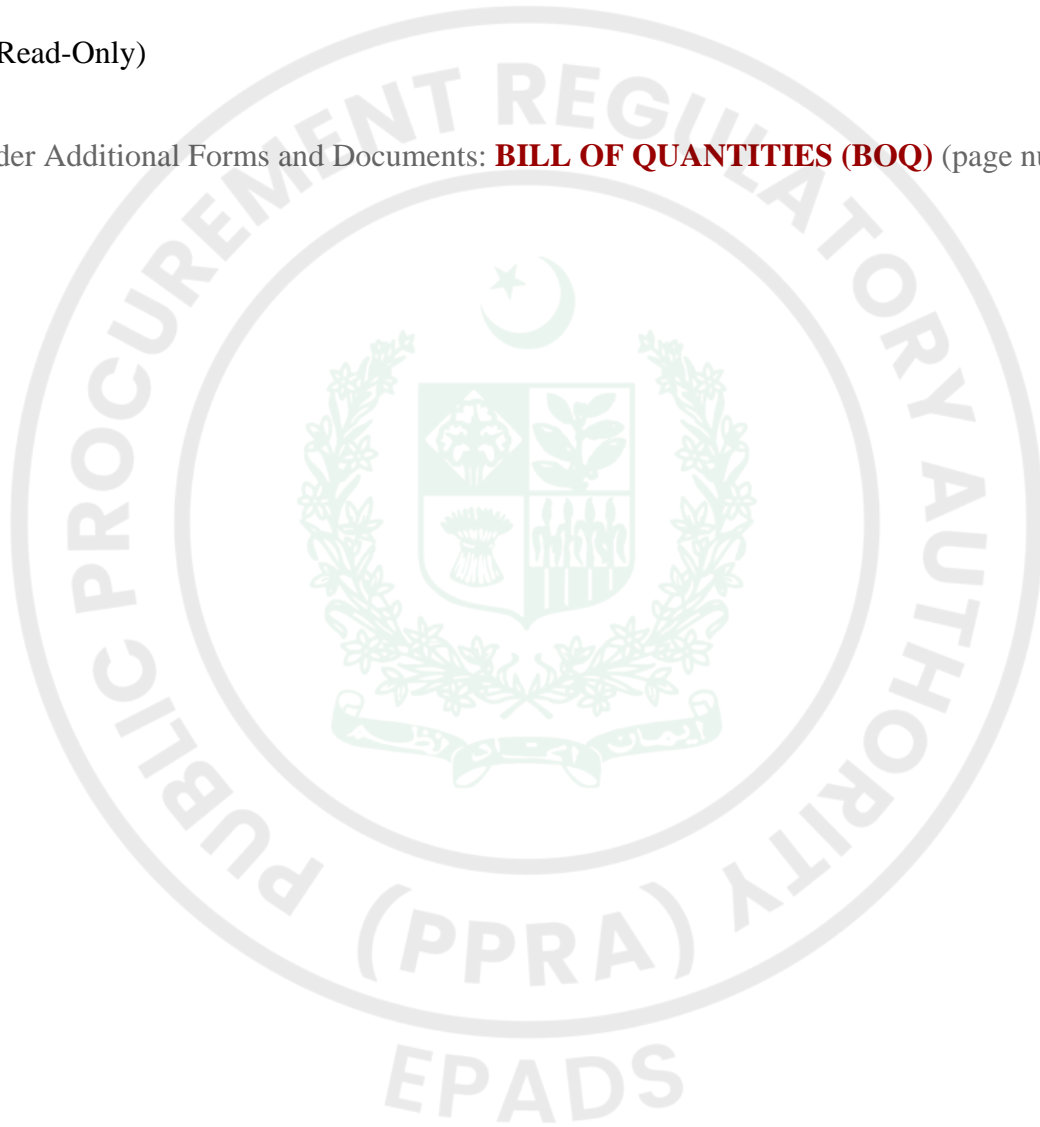 Read-Only)
der Additional Forms and Documents: BILL OF QUANTITIES (BOQ) (page nu
PUBLIC PROCUREMENT REGULATORY AUTHORITY
(PPRA)
EPADS